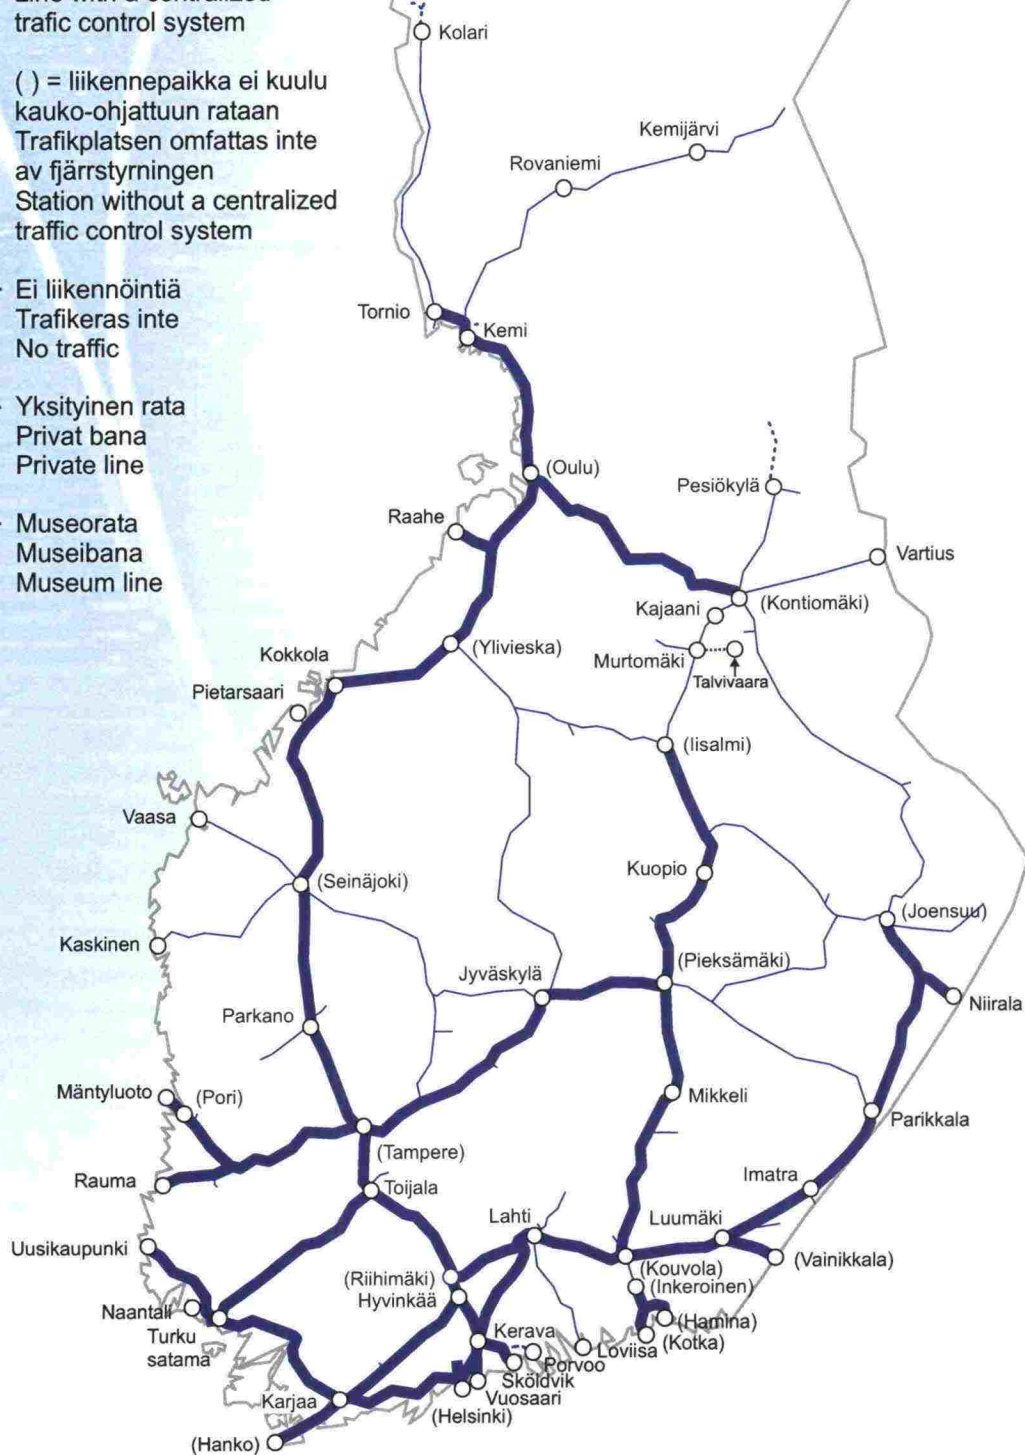 Line with a centralized
trafic control system
( ) = liikennepaikka ei kuulu
kauko-ohjattuun rataan
Trafikplatsen omfattas inte
av fjärrstyrningen
Station without a centralized
traffic control system
Ei liikennöintiä
Trafikeras inte
No traffic
Yksityinen rata
Privat bana
Private line
Museorata
Museibana
Museum line
Kolari
Kemijärvi
Rovaniemi
Tornio
Kemi
(Oulu)
Pesiökylä
Raahe
Vartius
Kajaani
(Kontiomäki)
(Ylivieska)
Murtomäki
Kokkola
Talvivaara
Pietarsaari
(Iisalmi)
Vaasa
Kuopio
(Seinäjoki)
(Joensuu)
Kaskinen
(Pieksämäki)
Jyväskylä
Niirala
Parkano
Mäntyluoto
(Pori)
Mikkeli
Parikkala
(Tampere)
Rauma
Toijala
Imatra
Lahti
Luumäki
Uusikaupunki
(Kouvola)
(Vainikkala)
(Riihimäki)
(Inkeroinen)
Hyvinkää
Naantali
(Hamina)
Turku
satama
Kerava
(Kotka)
Loviisa
Porvoo
Sköldvik
Vuosaari
Karjaa
(Helsinki)
(Hanko)